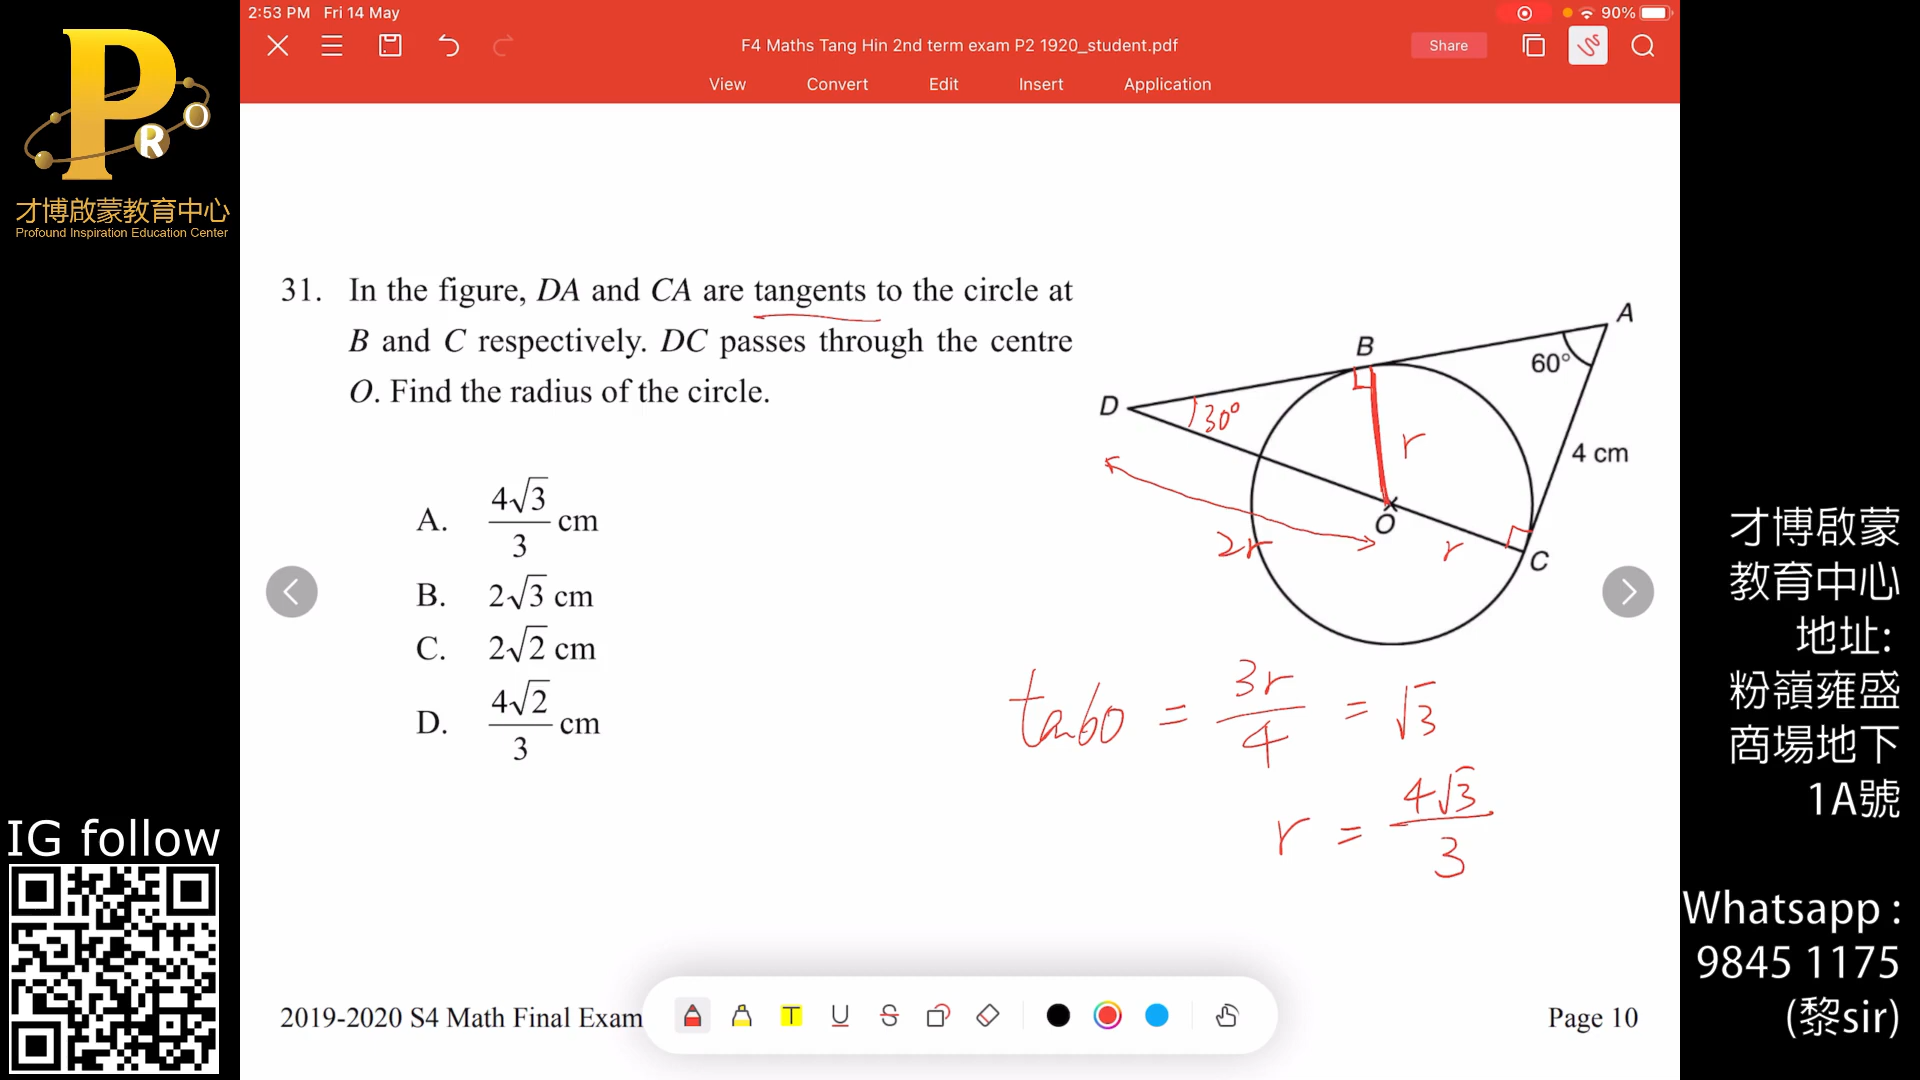 2:53 PM Fri 14 May
90%
F4 Maths Tang Hin 2nd term exam P2 1920_student.pdf
Share
View Convert Edit Insert Application
P R O
才博啟蒙教育中心
Profound Inspiration Education Center
31. In the figure, DA and CA are tangents to the circle at
B and C respectively. DC passes through the centre
O. Find the radius of the circle.
A. 4√3/3 cm
B. 2√3 cm
C. 2√2 cm
D. 4√2/3 cm
A
B
60°
D
30°
r
4 cm
O
2r
r
C
tan60 = 3r/4 = √3
r = 4√3/3
2019-2020 S4 Math Final Exam
Page 10
T U S
IG follow
才博啟蒙
教育中心
地址:
粉嶺雍盛
商場地下
1A號
Whatsapp :
9845 1175
(黎sir)